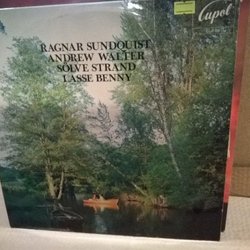 Cupol
RAGNAR SUNDQUIST
ANDREW WALTER
SÖLVE STRAND
LASSE BENNY